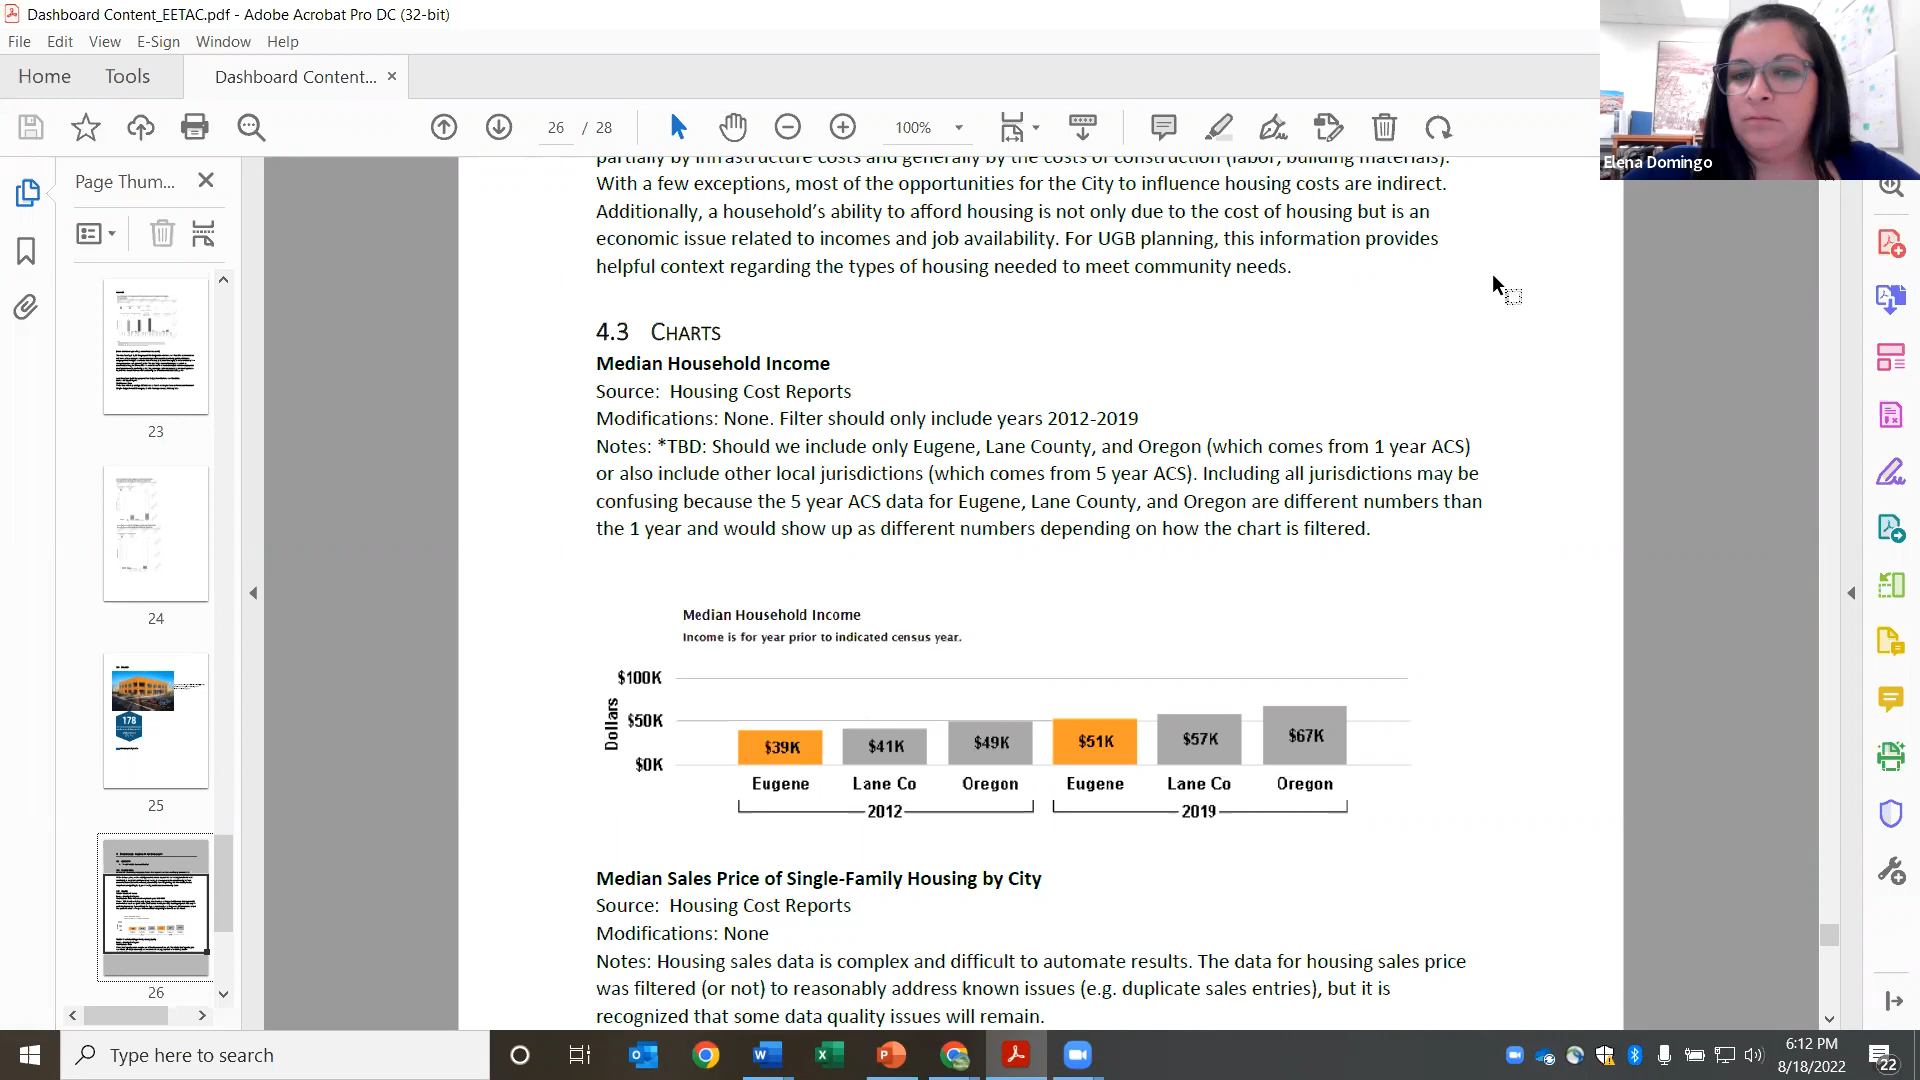 Dashboard Content_EETAC.pdf - Adobe Acrobat Pro DC (32-bit)
File Edit View E-Sign Window Help
Home Tools Dashboard Content... ×
26 / 28 100%
Elena Domingo
Page Thum...
23
24
178
25
26
partially by infrastructure costs and generally by the costs of construction (labor, building materials).
With a few exceptions, most of the opportunities for the City to influence housing costs are indirect.
Additionally, a household’s ability to afford housing is not only due to the cost of housing but is an
economic issue related to incomes and job availability. For UGB planning, this information provides
helpful context regarding the types of housing needed to meet community needs.
4.3 CHARTS
Median Household Income
Source: Housing Cost Reports
Modifications: None. Filter should only include years 2012-2019
Notes: *TBD: Should we include only Eugene, Lane County, and Oregon (which comes from 1 year ACS)
or also include other local jurisdictions (which comes from 5 year ACS). Including all jurisdictions may be
confusing because the 5 year ACS data for Eugene, Lane County, and Oregon are different numbers than
the 1 year and would show up as different numbers depending on how the chart is filtered.
Median Household Income
Income is for year prior to indicated census year.
Dollars
$100K
$50K
$0K
$39K $41K $49K $51K $57K $67K
Eugene Lane Co Oregon Eugene Lane Co Oregon
2012 2019
Median Sales Price of Single-Family Housing by City
Source: Housing Cost Reports
Modifications: None
Notes: Housing sales data is complex and difficult to automate results. The data for housing sales price
was filtered (or not) to reasonably address known issues (e.g. duplicate sales entries), but it is
recognized that some data quality issues will remain.
Type here to search
6:12 PM
8/18/2022
22